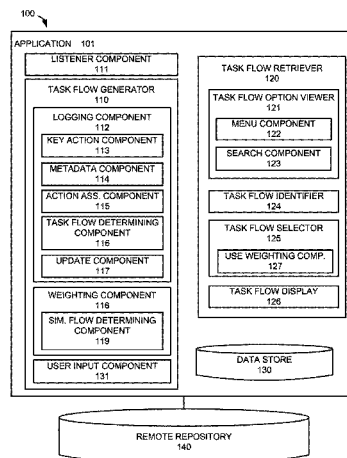 100
APPLICATION 101
LISTENER COMPONENT
111
TASK FLOW GENERATOR
110
LOGGING COMPONENT
112
KEY ACTION COMPONENT
113
METADATA COMPONENT
114
ACTION ASS. COMPONENT
115
TASK FLOW DETERMINING
COMPONENT
116
UPDATE COMPONENT
117
WEIGHTING COMPONENT
118
SIM. FLOW DETERMINING
COMPONENT
119
USER INPUT COMPONENT
131
TASK FLOW RETRIEVER
120
TASK FLOW OPTION VIEWER
121
MENU COMPONENT
122
SEARCH COMPONENT
123
TASK FLOW IDENTIFIER
124
TASK FLOW SELECTOR
125
USE WEIGHTING COMP.
127
TASK FLOW DISPLAY
126
DATA STORE
130
REMOTE REPOSITORY
140